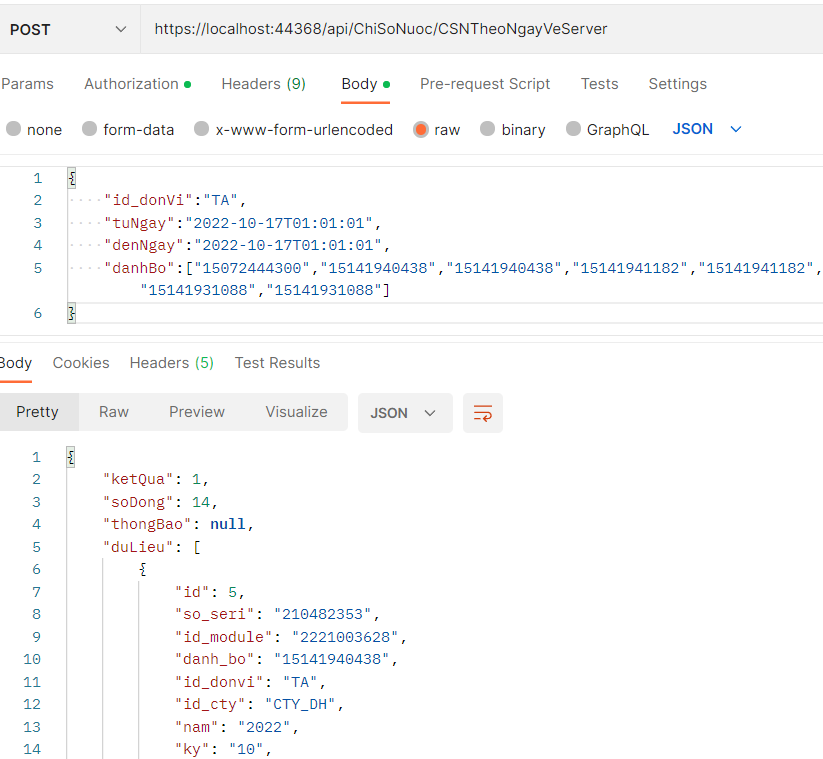 POST https://localhost:44368/api/ChiSoNuoc/CSNTheoNgayVeServer
Params Authorization Headers (9) Body Pre-request Script Tests Settings
none form-data x-www-form-urlencoded raw binary GraphQL JSON
1 {
2 "id_donVi":"TA",
3 "tuNgay":"2022-10-17T01:01:01",
4 "denNgay":"2022-10-17T01:01:01",
5 "danhBo":["15072444300","15141940438","15141940438","15141941182","15141941182",
"15141931088","15141931088"]
6 }
Body Cookies Headers (5) Test Results
Pretty Raw Preview Visualize JSON
1 {
2 "ketQua": 1,
3 "soDong": 14,
4 "thongBao": null,
5 "duLieu": [
6 {
7 "id": 5,
8 "so_seri": "210482353",
9 "id_module": "2221003628",
10 "danh_bo": "15141940438",
11 "id_donvi": "TA",
12 "id_cty": "CTY_DH",
13 "nam": "2022",
14 "ky": "10",